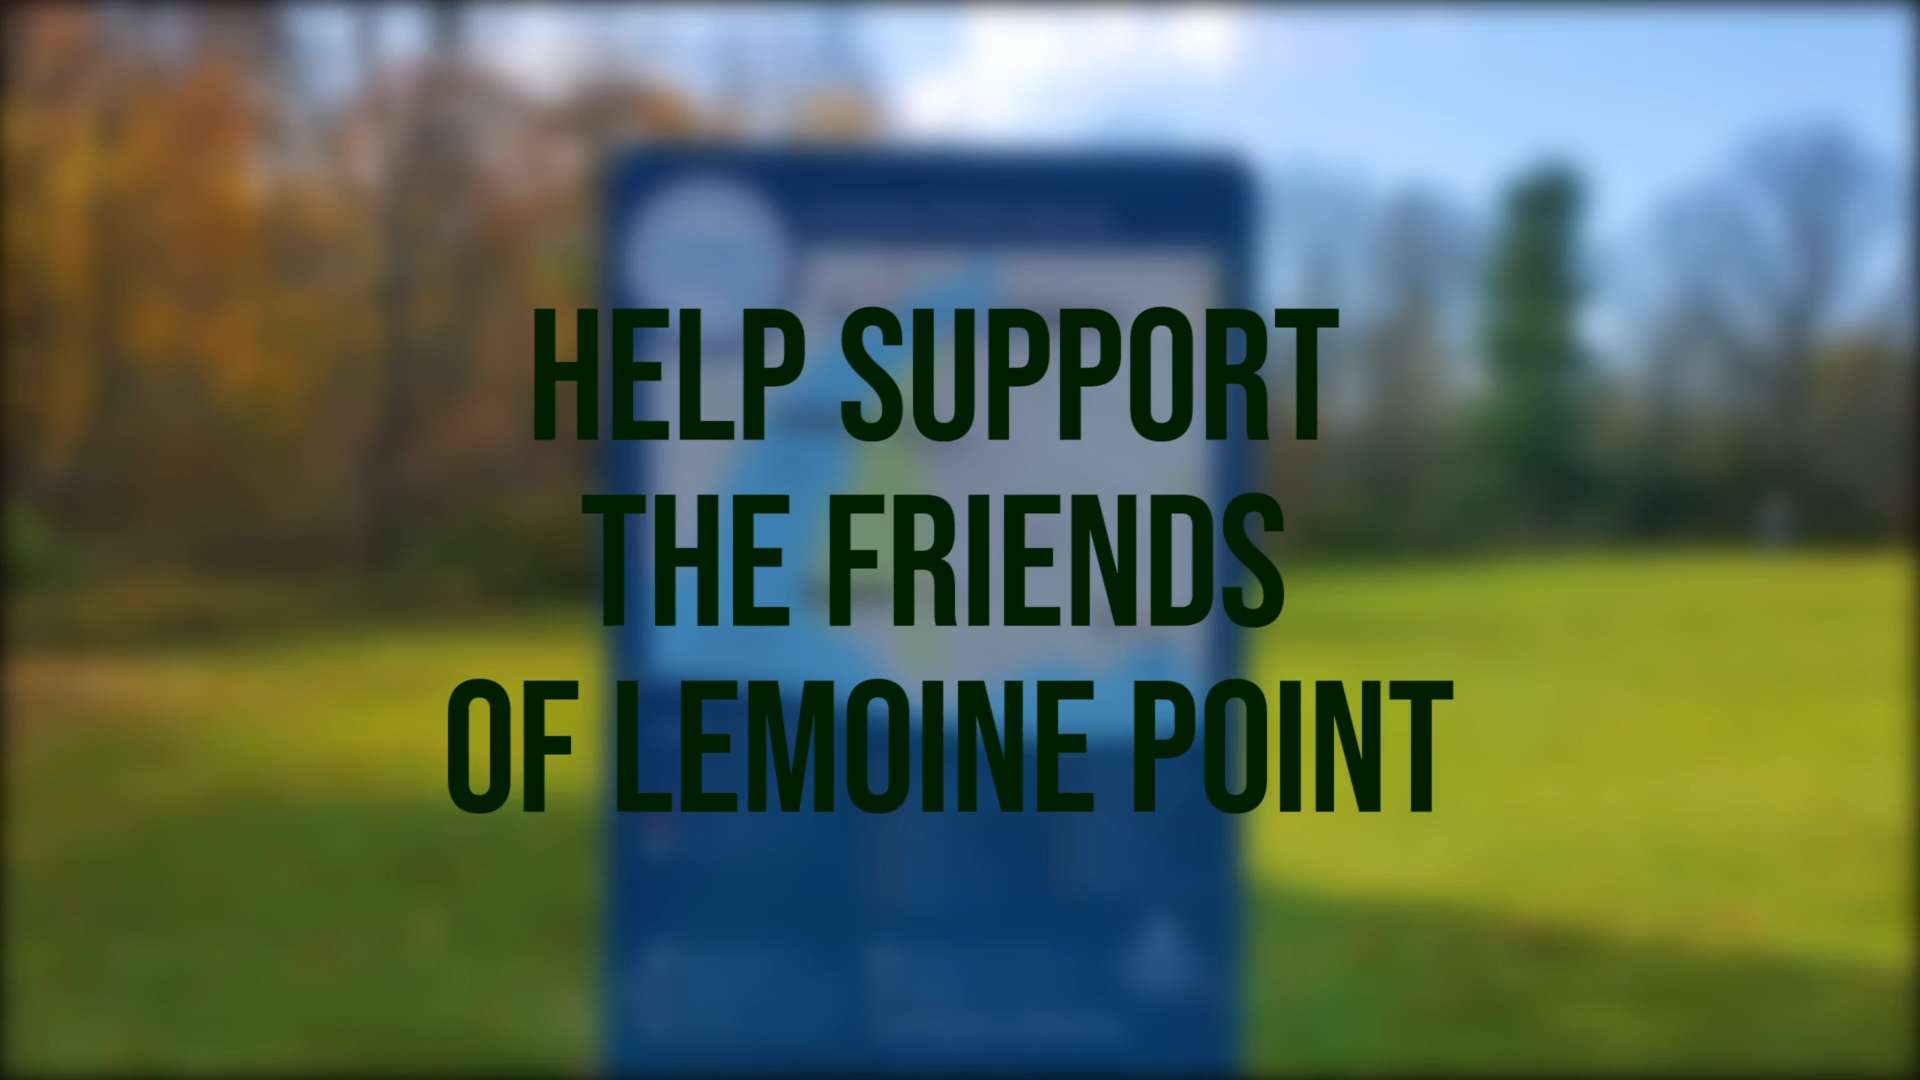 HELP SUPPORT
THE FRIENDS
OF LEMOINE POINT